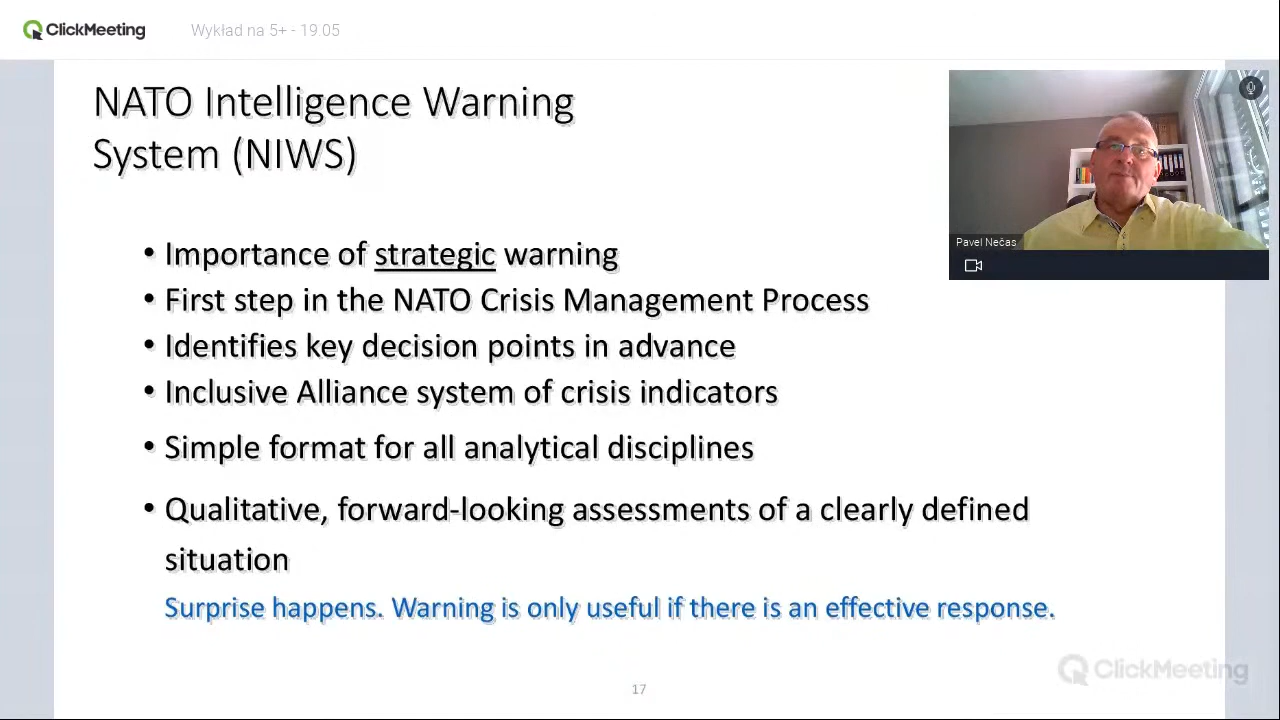 ClickMeeting
Wykład na 5+ - 19.05
NATO Intelligence Warning
System (NIWS)
Pavel Nečas
• Importance of strategic warning
• First step in the NATO Crisis Management Process
• Identifies key decision points in advance
• Inclusive Alliance system of crisis indicators
• Simple format for all analytical disciplines
• Qualitative, forward-looking assessments of a clearly defined
situation
Surprise happens. Warning is only useful if there is an effective response.
ClickMeeting
17